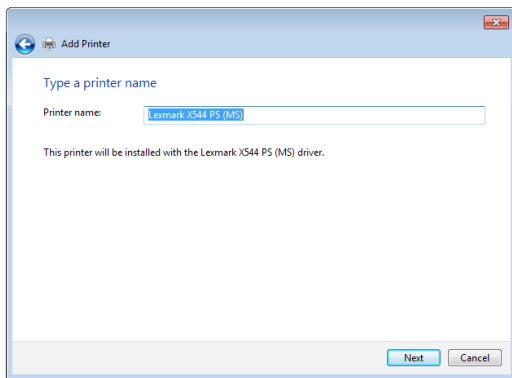 Add Printer
Type a printer name
Printer name: Lexmark X544 PS (MS)
This printer will be installed with the Lexmark X544 PS (MS) driver.
Next Cancel